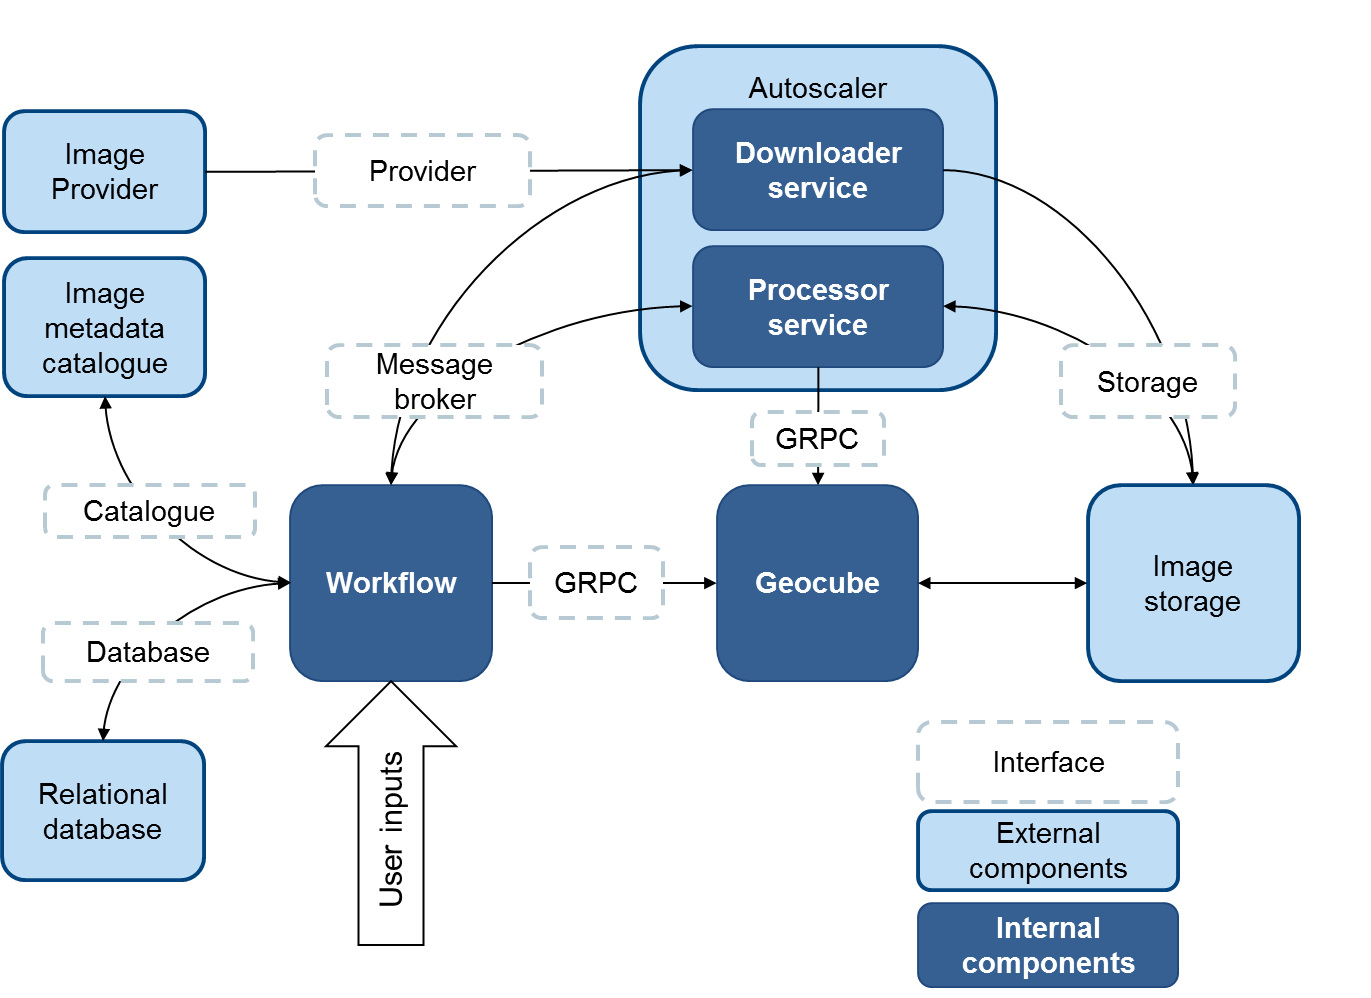 Autoscaler
Image
Provider
Provider
Downloader
service
Image
metadata
catalogue
Processor
service
Message
broker
Storage
GRPC
Catalogue
Workflow
GRPC
Geocube
Image
storage
Database
Relational
database
User inputs
Interface
External
components
Internal
components